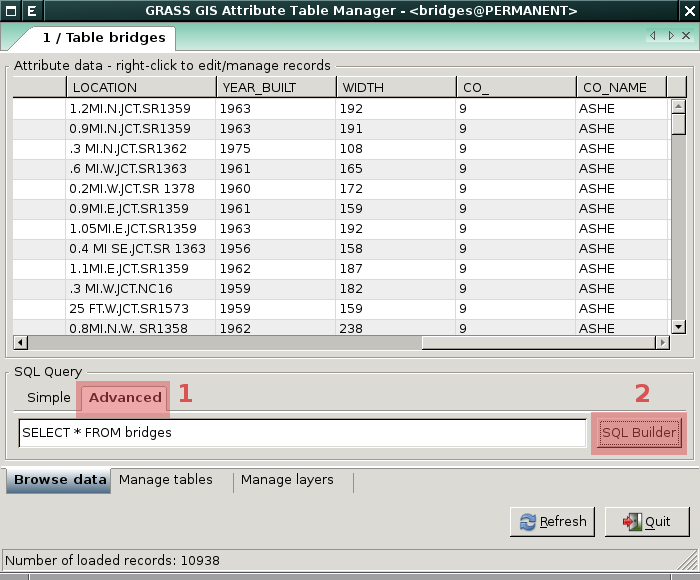 GRASS GIS Attribute Table Manager - <bridges@PERMANENT>
1 / Table bridges
Attribute data - right-click to edit/manage records
LOCATION YEAR_BUILT WIDTH CO_ CO_NAME
1.2MI.N.JCT.SR1359 1963 192 9 ASHE
0.9MI.N.JCT.SR1359 1963 191 9 ASHE
.3 MI.N.JCT.SR1362 1975 108 9 ASHE
.6 MI.W.JCT.SR1363 1961 165 9 ASHE
0.2MI.W.JCT.SR 1378 1960 172 9 ASHE
0.9MI.E.JCT.SR1359 1961 159 9 ASHE
1.05MI.E.JCT.SR1359 1963 192 9 ASHE
0.4 MI SE.JCT.SR 1363 1956 158 9 ASHE
1.1MI.E.JCT.SR1359 1962 187 9 ASHE
.3 MI.W.JCT.NC16 1959 182 9 ASHE
25 FT.W.JCT.SR1573 1959 159 9 ASHE
0.8MI.N.W. SR1358 1962 238 9 ASHE
SQL Query
Simple Advanced 1 2
SELECT * FROM bridges SQL Builder
Browse data Manage tables Manage layers
Refresh Quit
Number of loaded records: 10938